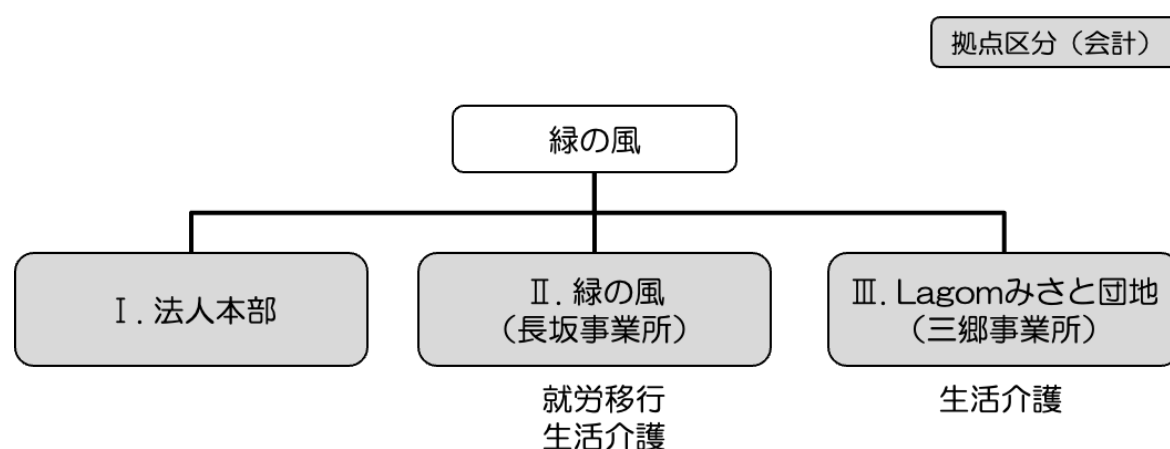 拠点区分（会計）
緑の風
Ⅰ．法人本部
Ⅱ．緑の風
（長坂事業所）
Ⅲ．Lagomみさと団地
（三郷事業所）
就労移行
生活介護
生活介護